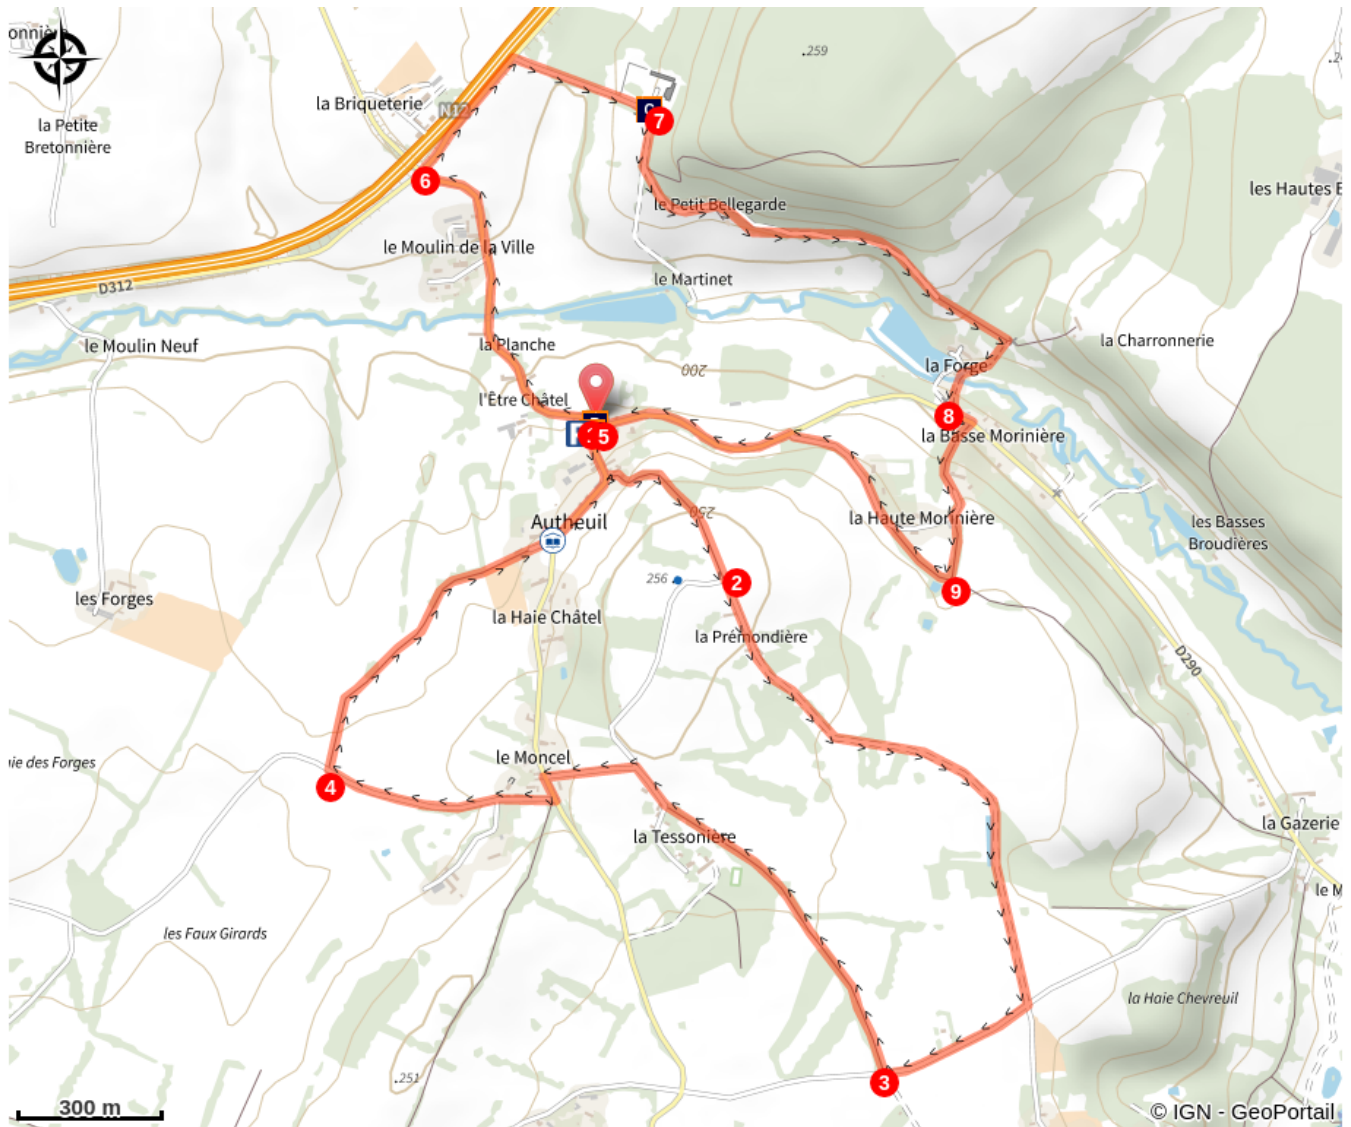 onnière
.259
la Briqueterie
N12
C
7
la Petite
Bretonnière
6
les Hautes B
le Petit Bellegarde
le Moulin de la Ville
le Martinet
D312
le Moulin Neuf
la Planche
la Charronnerie
la Forge
200
l'Être Châtel
8
5
la Basse Morinière
250
Autheuil
la Haute Morinière
les Basses
Broudières
256
2
9
les Forges
la Haie Châtel
la Prémondière
D290
le Moncel
aie des Forges
4
la Gazerie
la Tessonière
le M
les Faux Girards
la Haie Chevreuil
.251
3
300 m
© IGN - GeoPortail